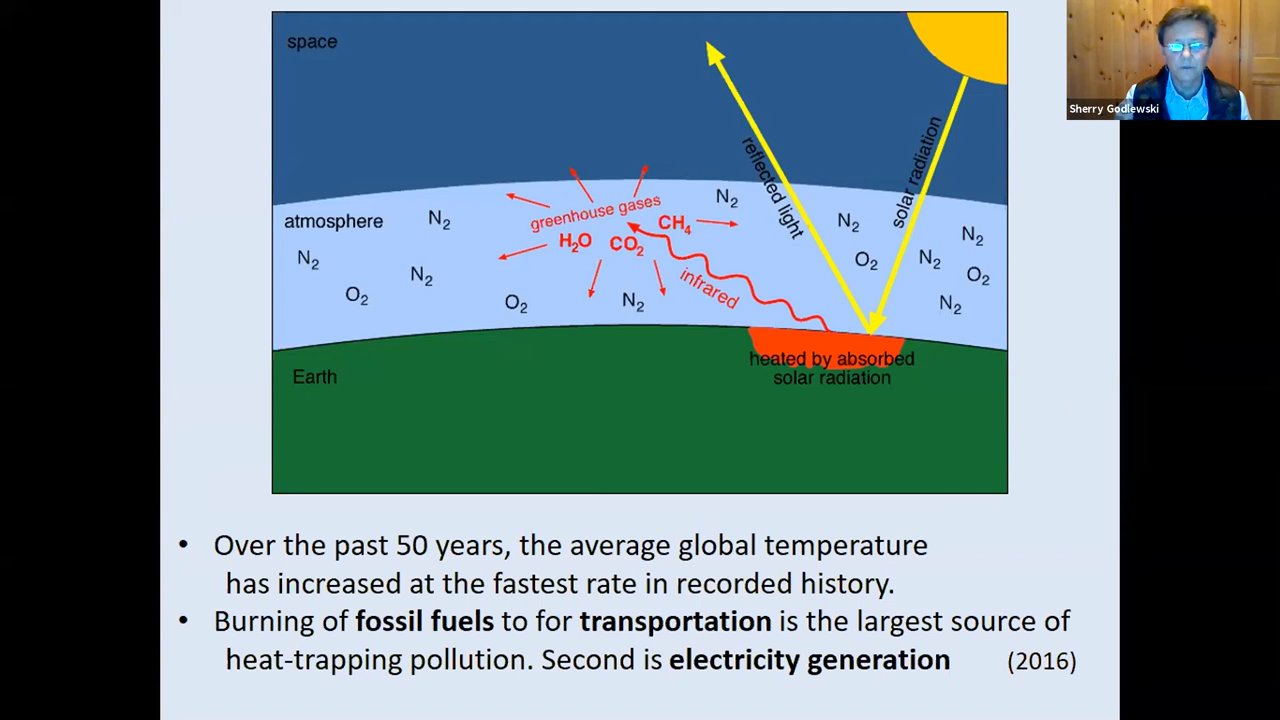 space
Sherry Godlewski
reflected light
solar radiation
atmosphere
greenhouse gases
N₂
N₂
N₂
N₂
O₂
O₂
N₂
N₂
H₂O
CO₂
CH₄
infrared
N₂
O₂
N₂
N₂
O₂
N₂
heated by absorbed
solar radiation
Earth
• Over the past 50 years, the average global temperature
has increased at the fastest rate in recorded history.
• Burning of fossil fuels to for transportation is the largest source of
heat-trapping pollution. Second is electricity generation (2016)